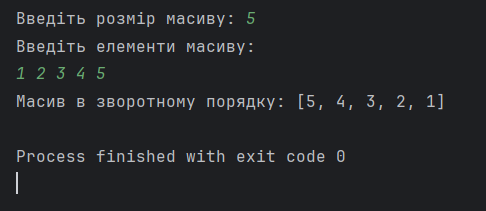 Введіть розмір масиву: 5
Введіть елементи масиву:
1 2 3 4 5
Масив в зворотному порядку: [5, 4, 3, 2, 1]
Process finished with exit code 0